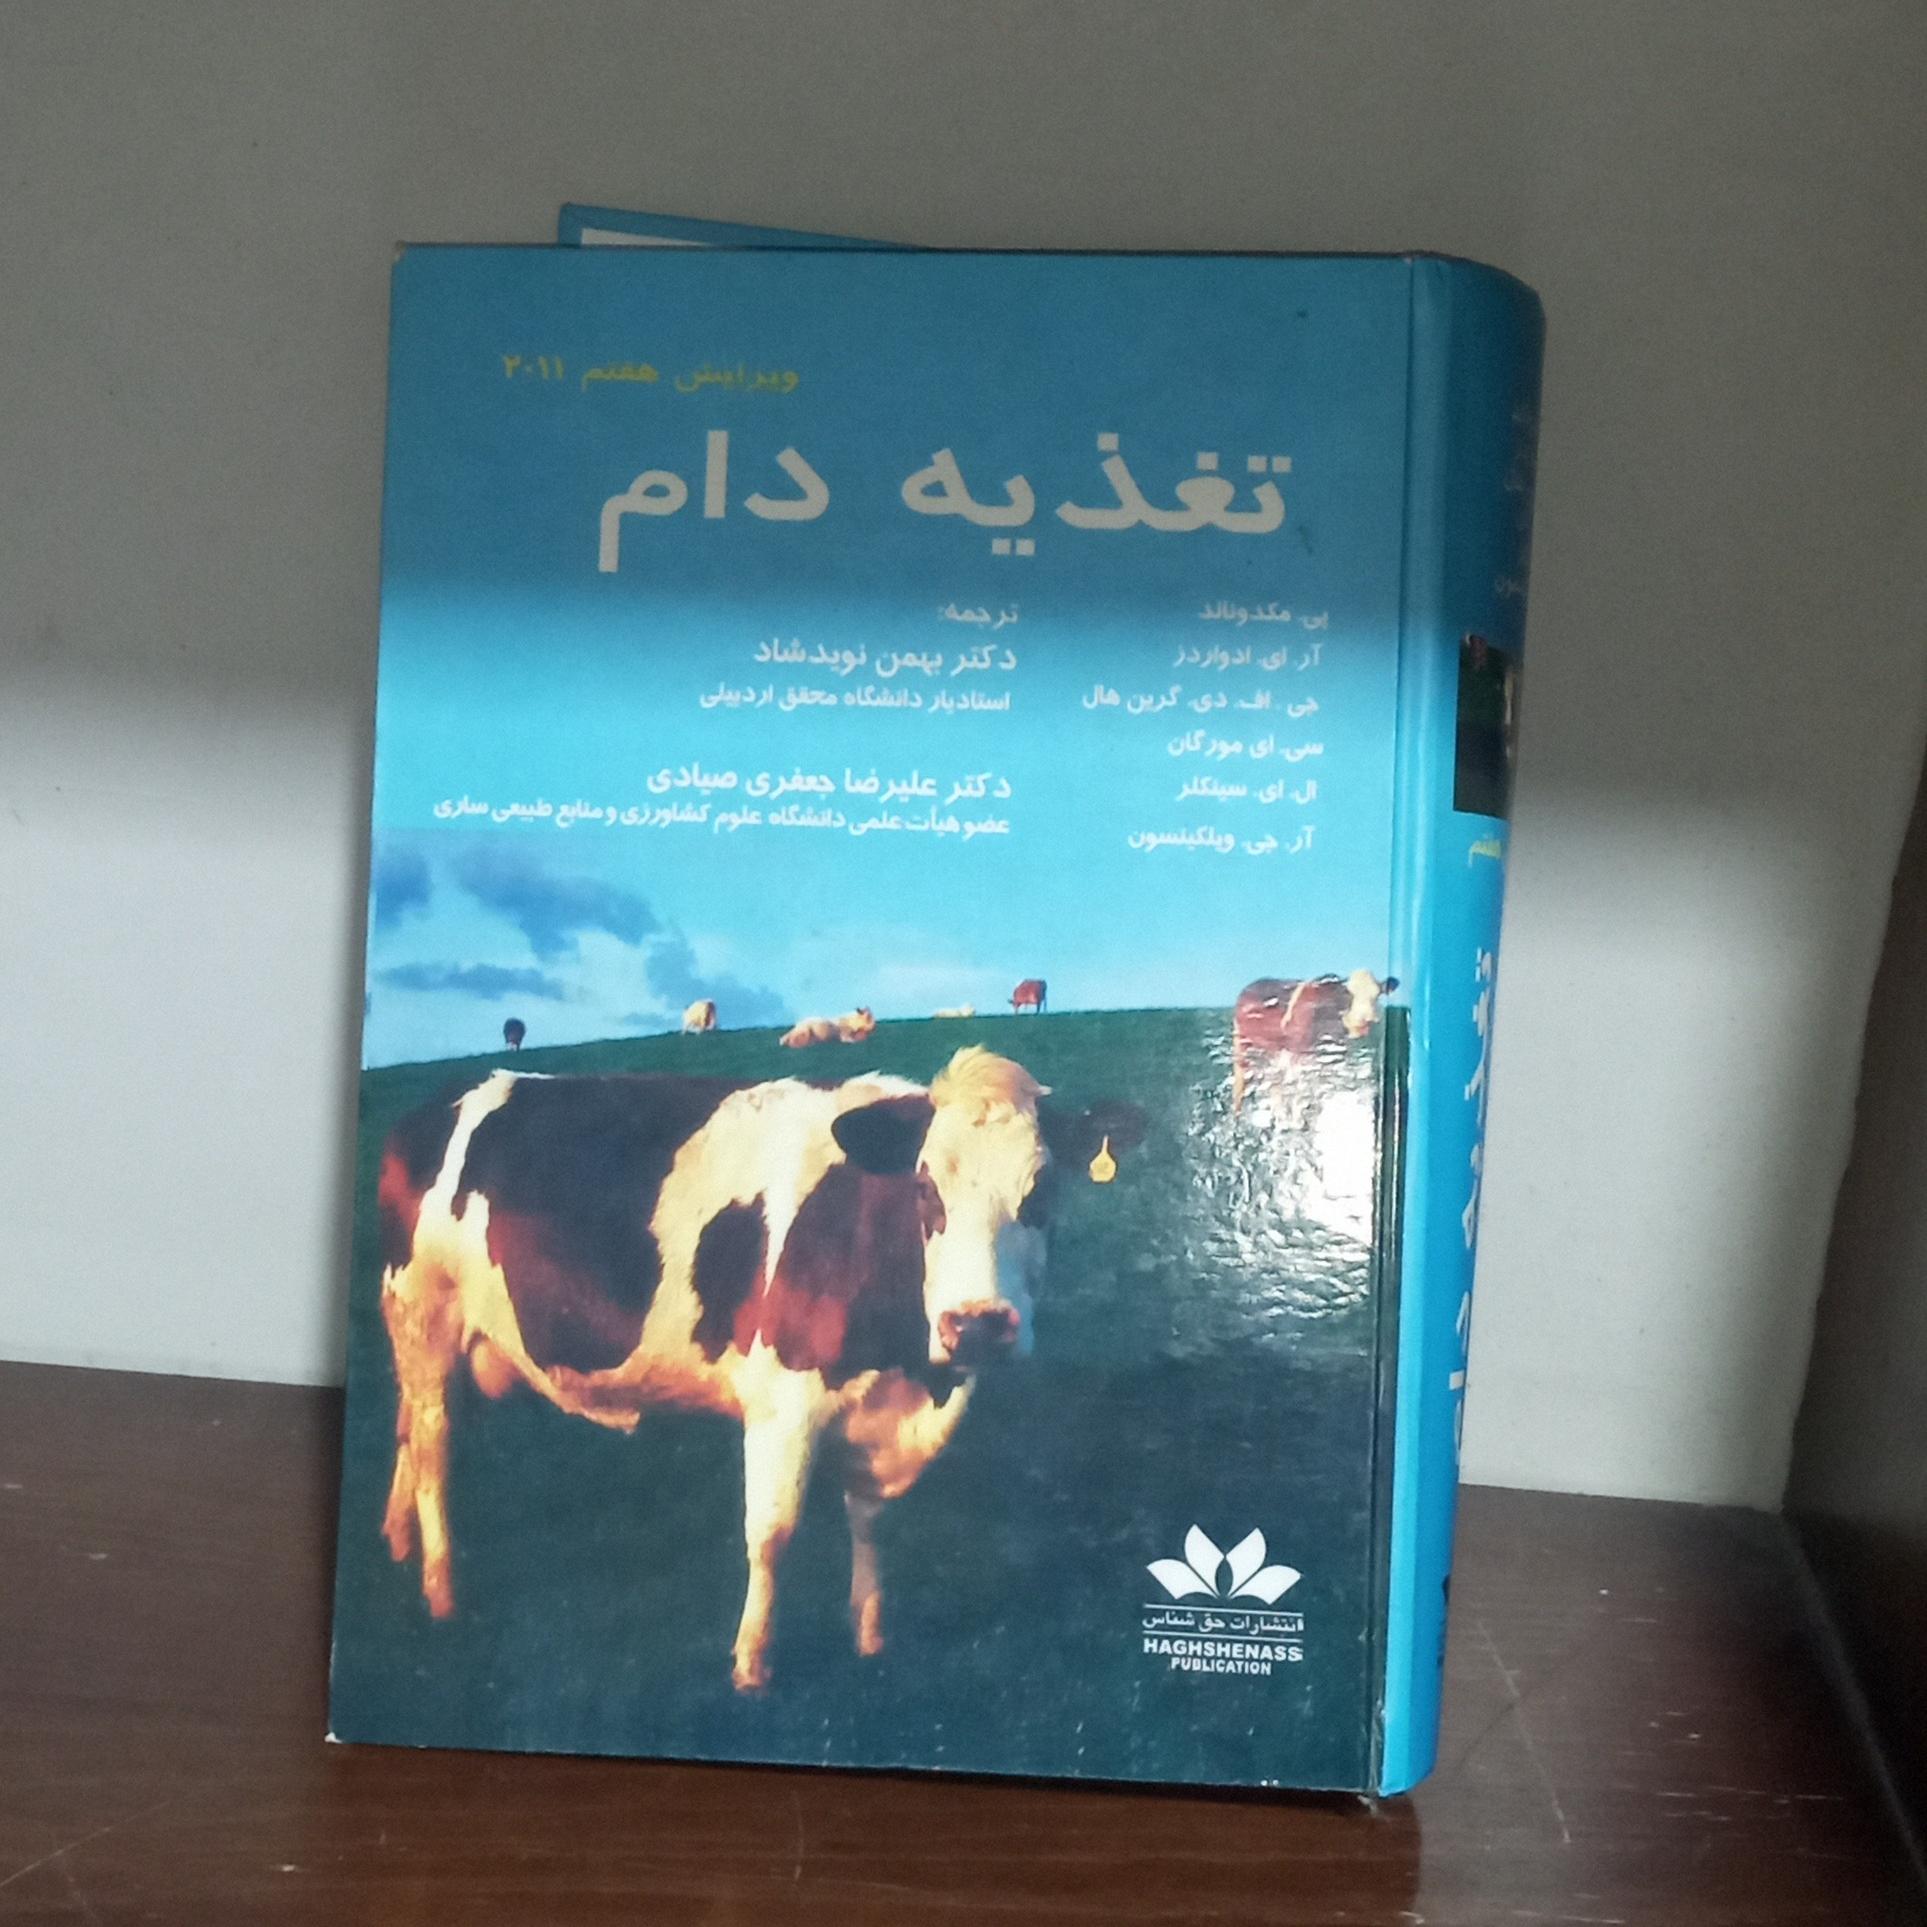 ویرایش هفتم ۲۰۱۱
تغذیه دام
پی. مکدونالد
آر. ای. ادواردز
جی. اف. دی. گرین هال
سی. ای مورگان
ال. ای. سینکلر
آر. جی. ویلکینسون
ترجمه:
دکتر بهمن نویدشاد
استادیار دانشگاه محقق اردبیلی
دکتر علیرضا جعفری صیادی
عضو هیأت علمی دانشگاه علوم کشاورزی و منابع طبیعی ساری
انتشارات حق شناس
HAGHSHENASS
PUBLICATION
هفتم
تغذیه دام